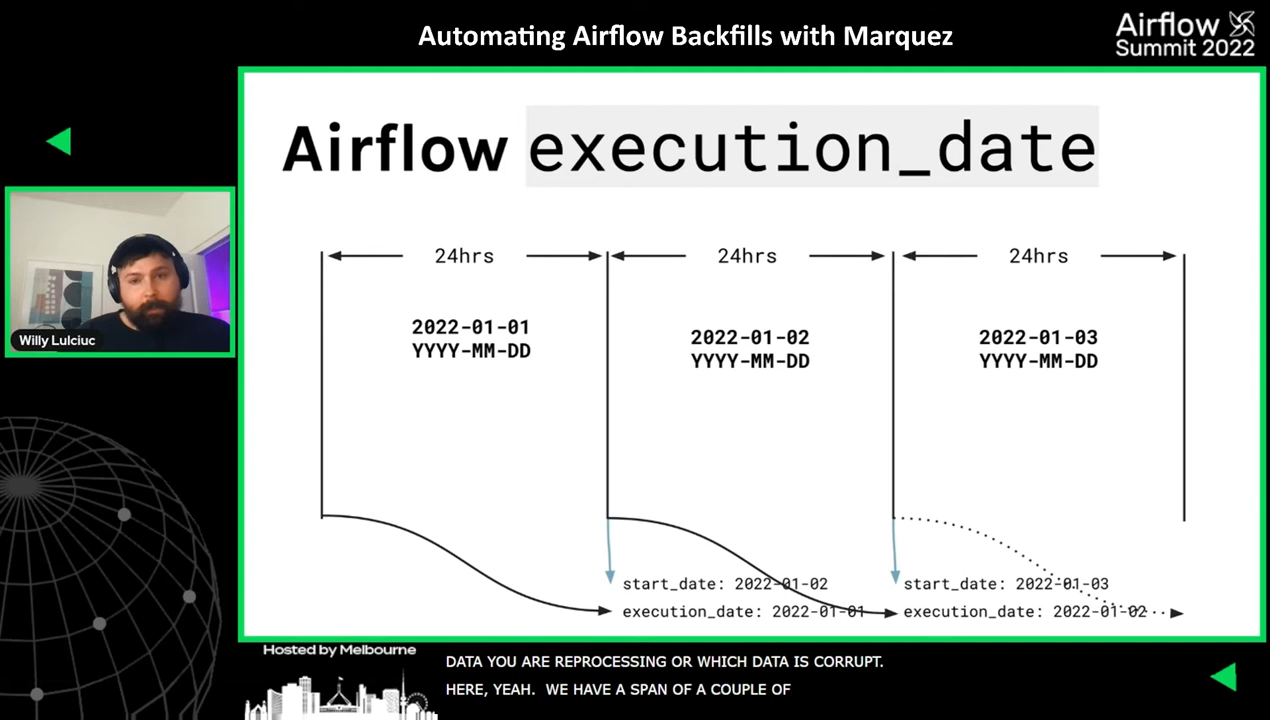 Automating Airflow Backfills with Marquez
Airflow
Summit 2022
Airflow execution_date
24hrs
24hrs
24hrs
2022-01-01
YYYY-MM-DD
2022-01-02
YYYY-MM-DD
2022-01-03
YYYY-MM-DD
Willy Lulciuc
start_date: 2022-01-02
execution_date: 2022-01-01
start_date: 2022-01-03
execution_date: 2022-01-02
Hosted by Melbourne
DATA YOU ARE REPROCESSING OR WHICH DATA IS CORRUPT.
HERE, YEAH.  WE HAVE A SPAN OF A COUPLE OF